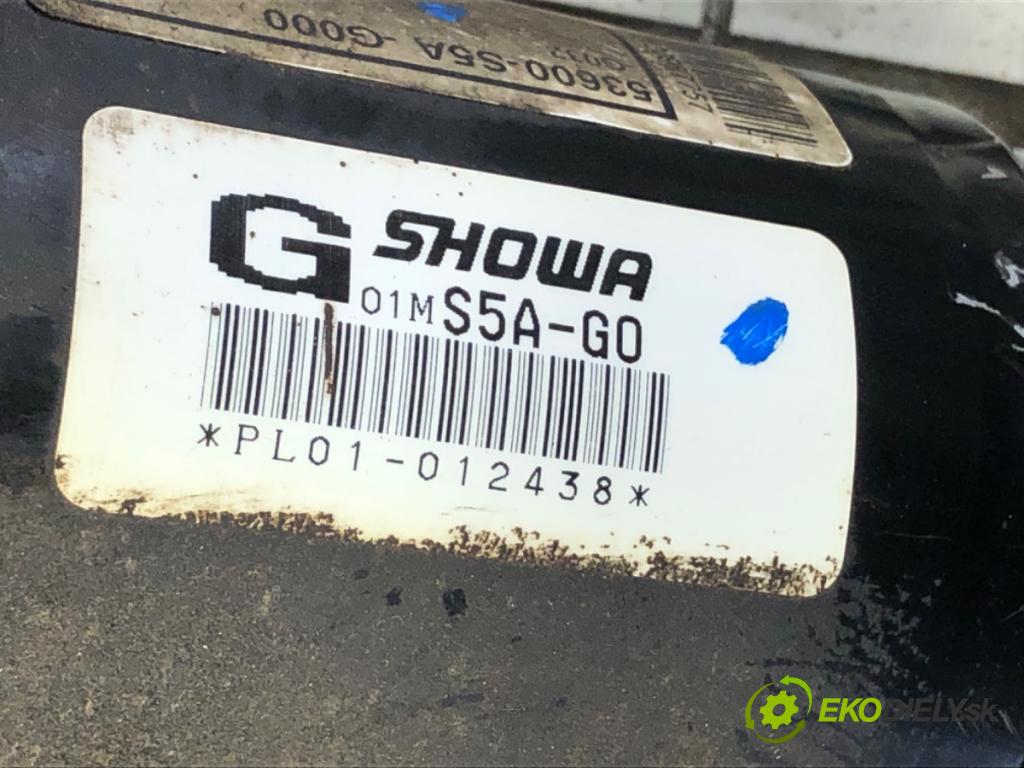 53600-S5A -G000
G SHOWA
01M S5A-G0
*PL01-012438*
EKODIELY.sk